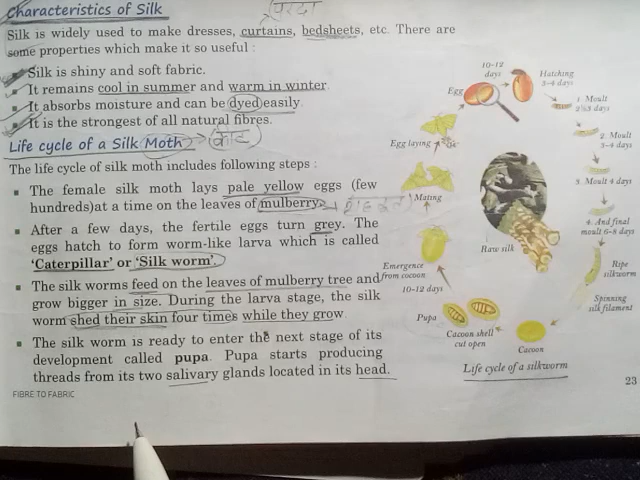 Characteristics of Silk
परदा
Silk is widely used to make dresses, curtains, bedsheets, etc. There are
some properties which make it so useful :
Silk is shiny and soft fabric.
It remains cool in summer and warm in winter.
It absorbs moisture and can be dyed easily.
It is the strongest of all natural fibres.
Life cycle of a Silk Moth
The life cycle of silk moth includes following steps :
▪ The female silk moth lays pale yellow eggs (few
hundreds)at a time on the leaves of mulberry.
▪ After a few days, the fertile eggs turn grey. The
eggs hatch to form worm-like larva which is called
'Caterpillar' or 'Silk worm'.
▪ The silk worms feed on the leaves of mulberry tree and
grow bigger in size. During the larva stage, the silk
worm shed their skin four times while they grow.
▪ The silk worm is ready to enter the next stage of its
development called pupa. Pupa starts producing
threads from its two salivary glands located in its head.
FIBRE TO FABRIC
10-12
days
Hatching
3-4 days
Egg
1. Moult
2½3 days
2. Moult
3-4 days
3. Moult 4 days
4. And final
moult 6-8 days
Ripe
silkworm
Spinning
silk filament
Cocoon
Cocoon shell
cut open
Pupa
10-12 days
Emergence
from cocoon
Mating
Egg laying
Raw silk
Life cycle of a silkworm
23